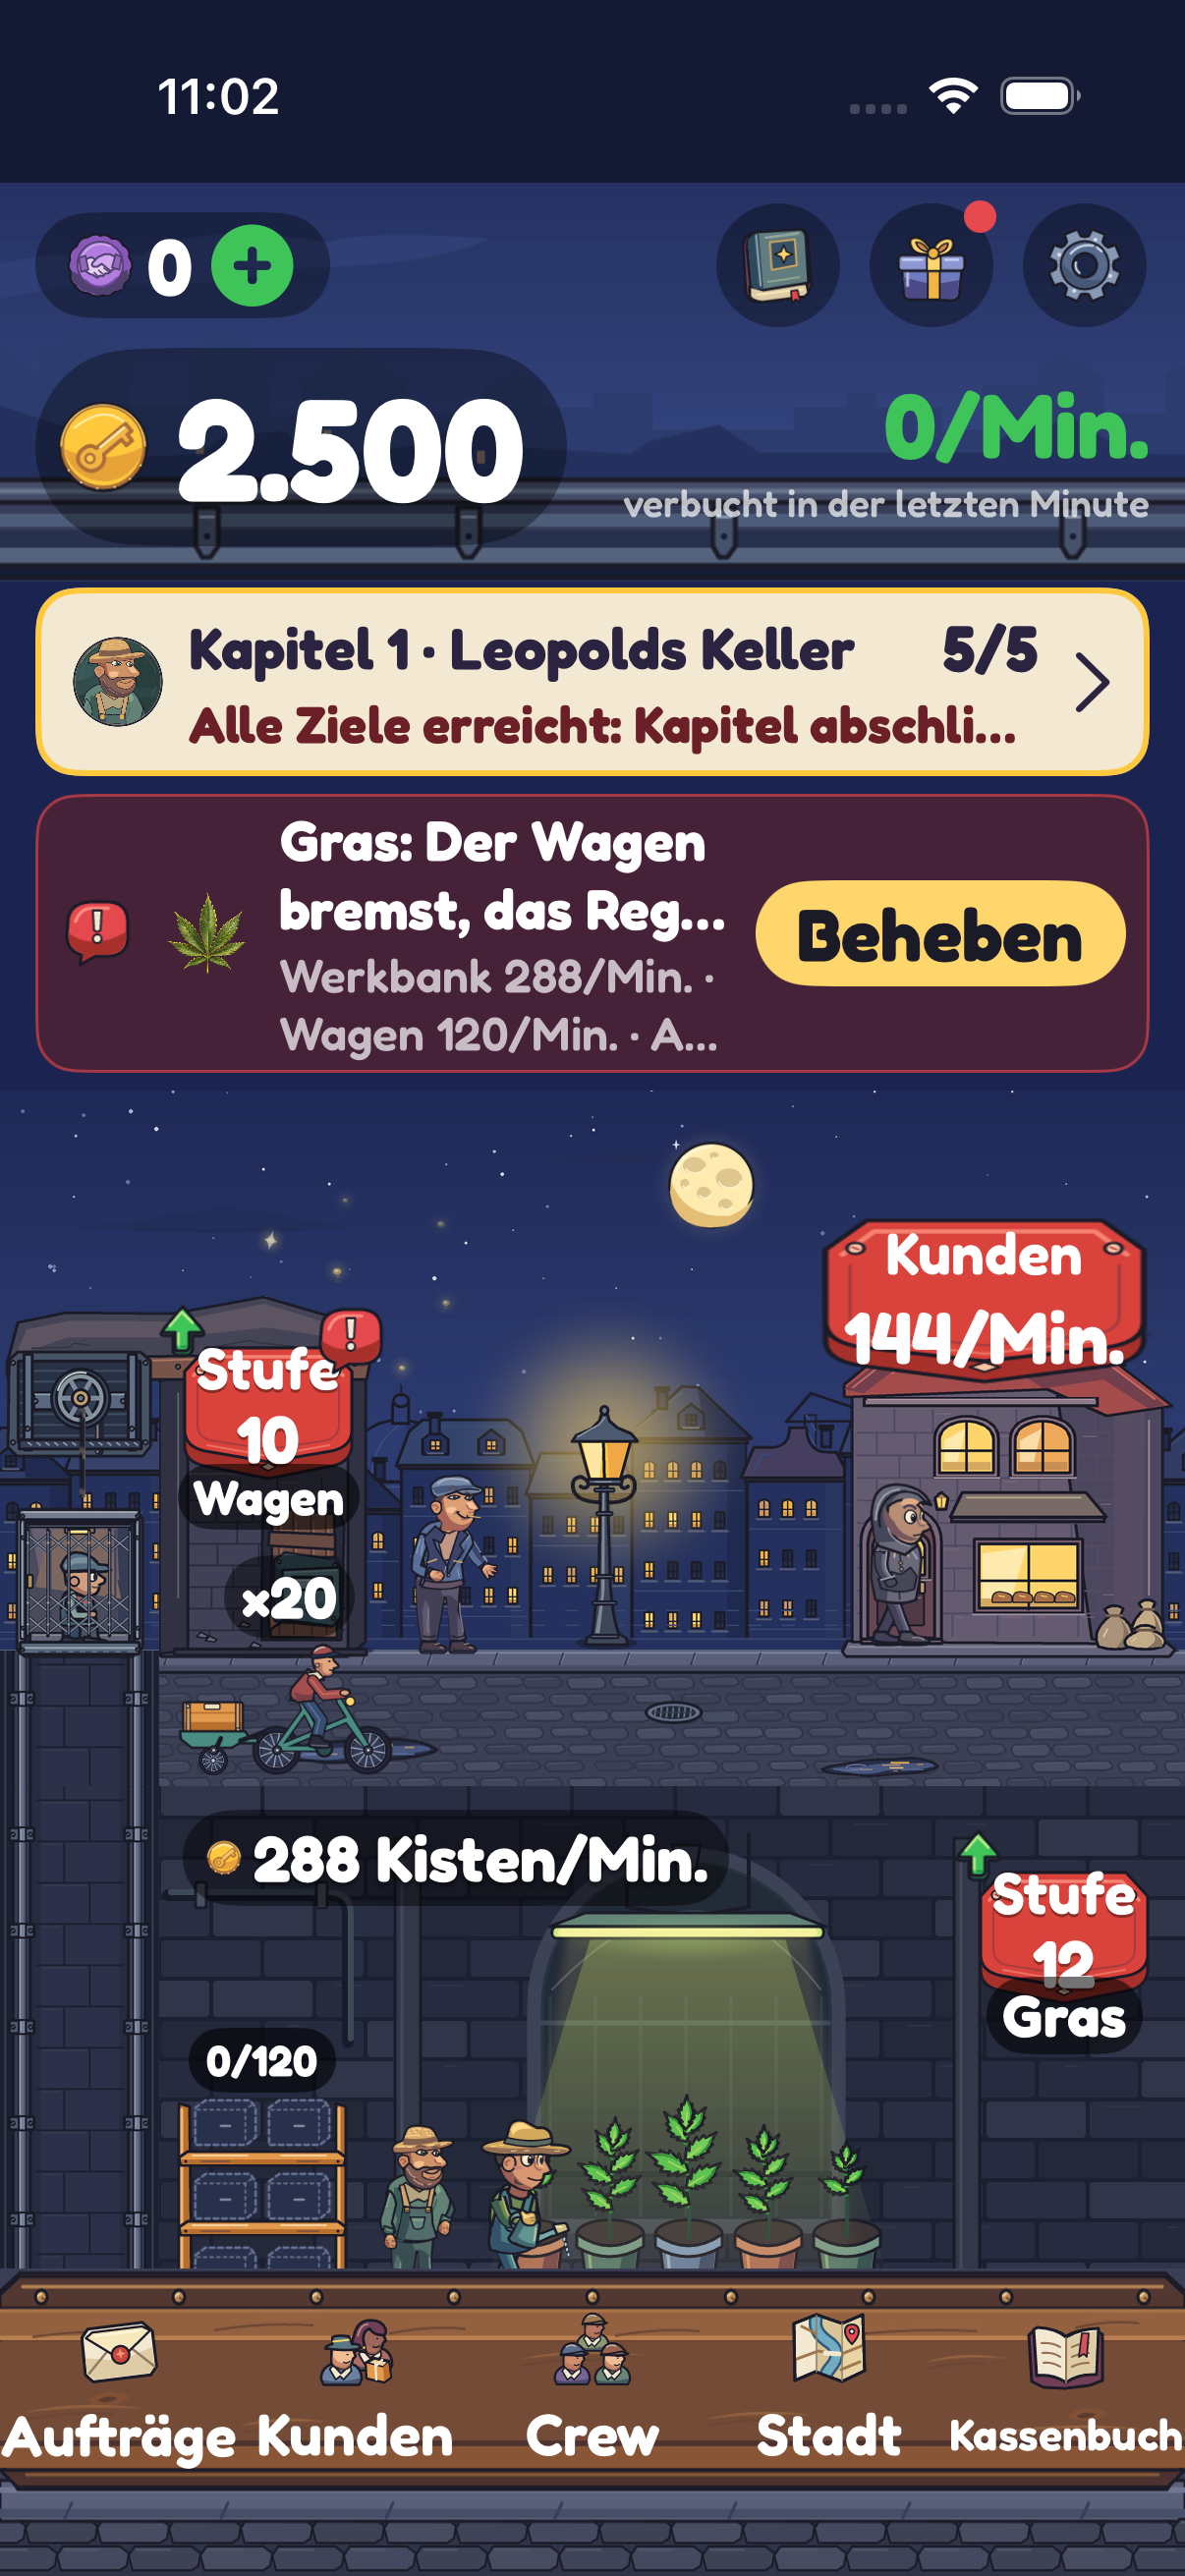 11:02
0
2.500
0/Min.
verbucht in der letzten Minute
Kapitel 1 · Leopolds Keller 5/5
Alle Ziele erreicht: Kapitel abschli...
Gras: Der Wagen
bremst, das Reg...
Werkbank 288/Min. ·
Wagen 120/Min. · A...
Beheben
Kunden
144/Min.
Stufe
10
Wagen
x20
288 Kisten/Min.
Stufe
12
Gras
0/120
Aufträge
Kunden
Crew
Stadt
Kassenbuch